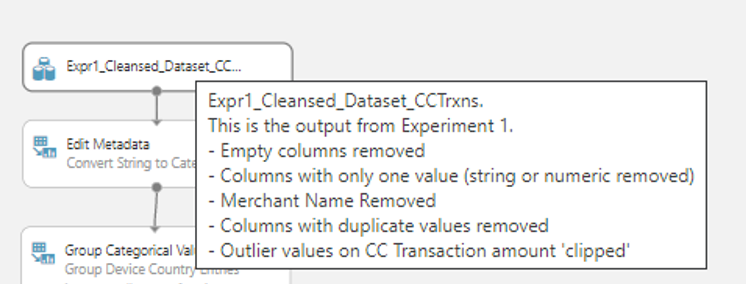 Expr1_Cleansed_Dataset_CC...
Expr1_Cleansed_Dataset_CCTrxns.
This is the output from Experiment 1.
- Empty columns removed
- Columns with only one value (string or numeric removed)
- Merchant Name Removed
- Columns with duplicate values removed
- Outlier values on CC Transaction amount 'clipped'
Edit Metadata
Convert String to Cate
Group Categorical Val
Group Device Country Entries